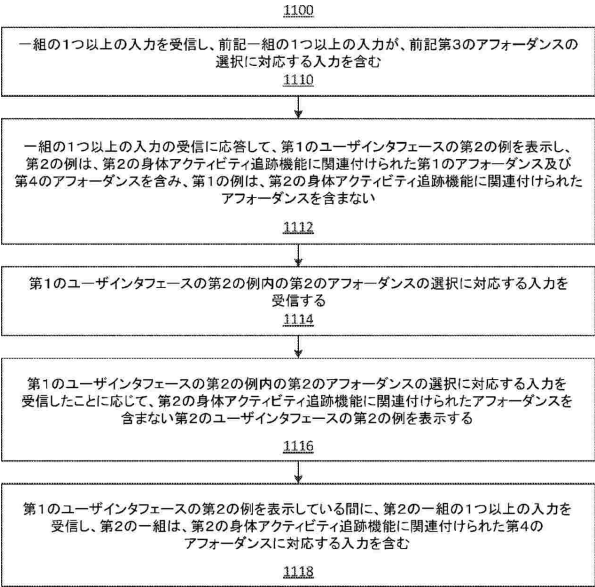 1100
一組の1つ以上の入力を受信し、前記一組の1つ以上の入力が、前記第3のアフォーダンスの
選択に対応する入力を含む
1110
一組の1つ以上の入力の受信に応答して、第1のユーザインタフェースの第2の例を表示し、
第2の例は、第2の身体アクティビティ追跡機能に関連付けられた第1のアフォーダンス及び
第4のアフォーダンスを含み、第1の例は、第2の身体アクティビティ追跡機能に関連付けられた
アフォーダンスを含まない
1112
第1のユーザインタフェースの第2の例内の第2のアフォーダンスの選択に対応する入力を
受信する
1114
第1のユーザインタフェースの第2の例内の第2のアフォーダンスの選択に対応する入力を
受信したことに応じて、第2の身体アクティビティ追跡機能に関連付けられたアフォーダンスを
含まない第2のユーザインタフェースの第2の例を表示する
1116
第1のユーザインタフェースの第2の例を表示している間に、第2の一組の1つ以上の入力を
受信し、第2の一組は、第2の身体アクティビティ追跡機能に関連付けられた第4の
アフォーダンスに対応する入力を含む
1118